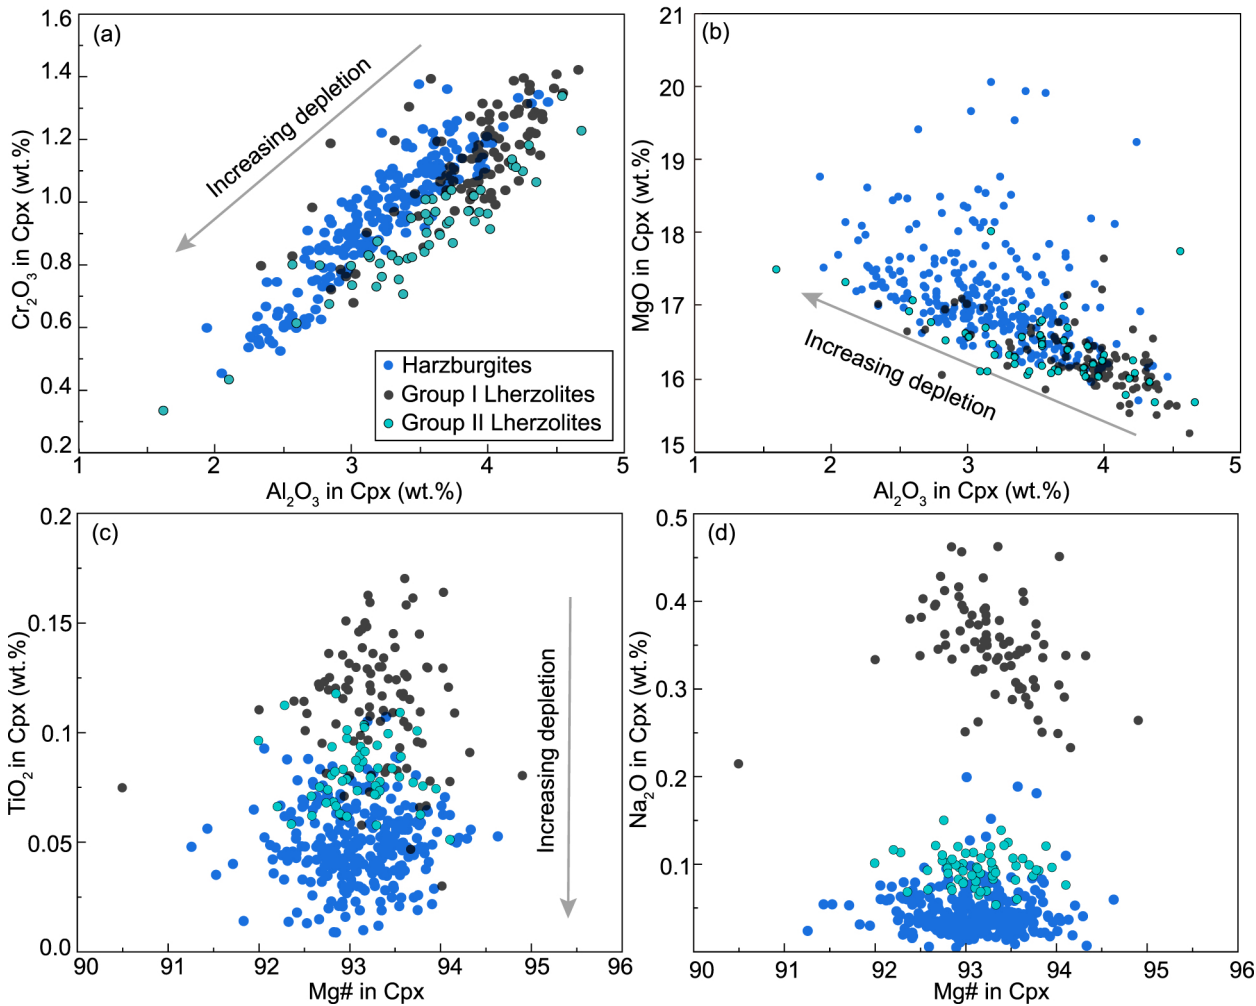 (a)
1.6
1.4
1.2
1.0
0.8
0.6
0.4
0.2
Cr₂O₃ in Cpx (wt.%)
Increasing depletion
Harzburgites
Group I Lherzolites
Group II Lherzolites
1 2 3 4 5
Al₂O₃ in Cpx (wt.%)
(b)
21
20
19
18
17
16
15
MgO in Cpx (wt.%)
Increasing depletion
1 2 3 4 5
Al₂O₃ in Cpx (wt.%)
(c)
0.2
0.15
0.1
0.05
0.0
TiO₂ in Cpx (wt.%)
Increasing depletion
90 91 92 93 94 95 96
Mg# in Cpx
(d)
0.5
0.4
0.3
0.2
0.1
Na₂O in Cpx (wt.%)
90 91 92 93 94 95 96
Mg# in Cpx